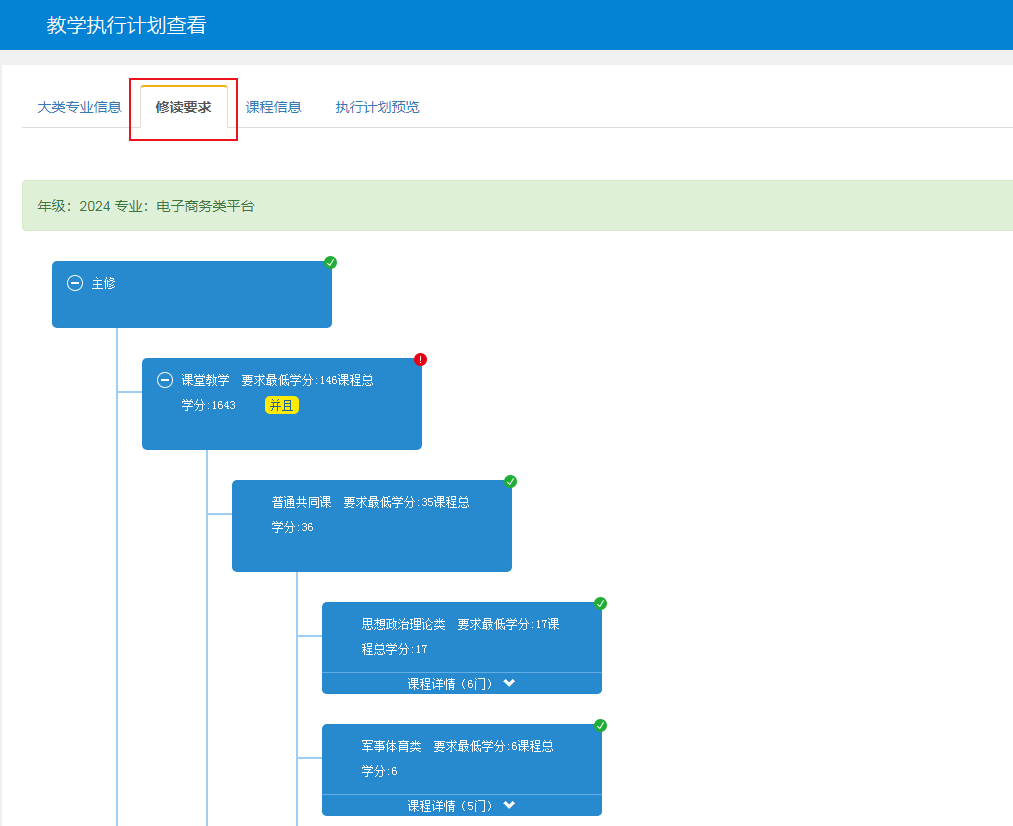 教学执行计划查看
大类专业信息 修读要求 课程信息 执行计划预览
年级：2024 专业：电子商务类平台
主修
课堂教学 要求最低学分:146课程总
学分:1643 并且
普通共同课 要求最低学分:35课程总
学分:36
思想政治理论类 要求最低学分:17课
程总学分:17
课程详情（6门）
军事体育类 要求最低学分:6课程总
学分:6
课程详情（5门）